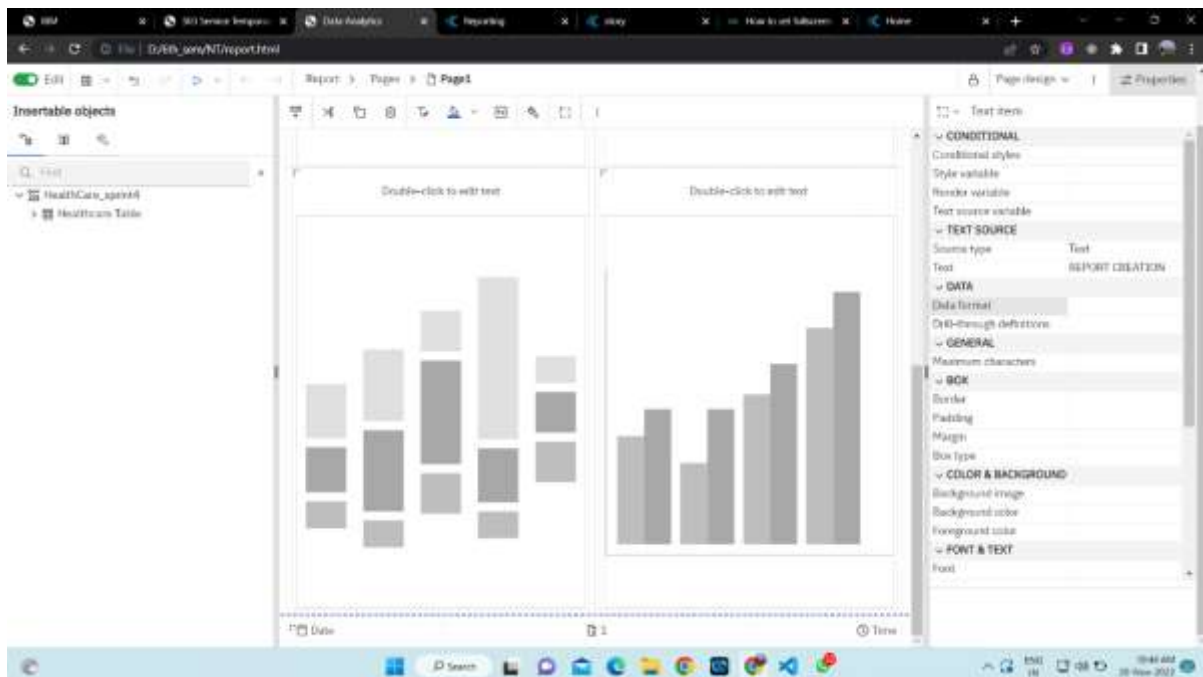 IBM
SEO Service Tempora
Data Analytics
Reporting
story
How to set fullscreen
Home
File
D:/6th_sem/NT/report.html
Edit
Report > Pages > Page1
Page design
Properties
Insertable objects
Text item
Find
HealthCare_sprint4
Healthcare Table
Double-click to edit text
Double-click to edit text
CONDITIONAL
Conditional styles
Style variable
Render variable
Text source variable
TEXT SOURCE
Source type Text
Text REPORT CREATION
DATA
Data format
Drill-through definitions
GENERAL
Maximum characters
BOX
Border
Padding
Margin
Box type
COLOR & BACKGROUND
Background image
Background color
Foreground color
FONT & TEXT
Font
Date
1
Time
Search
ENG
IN